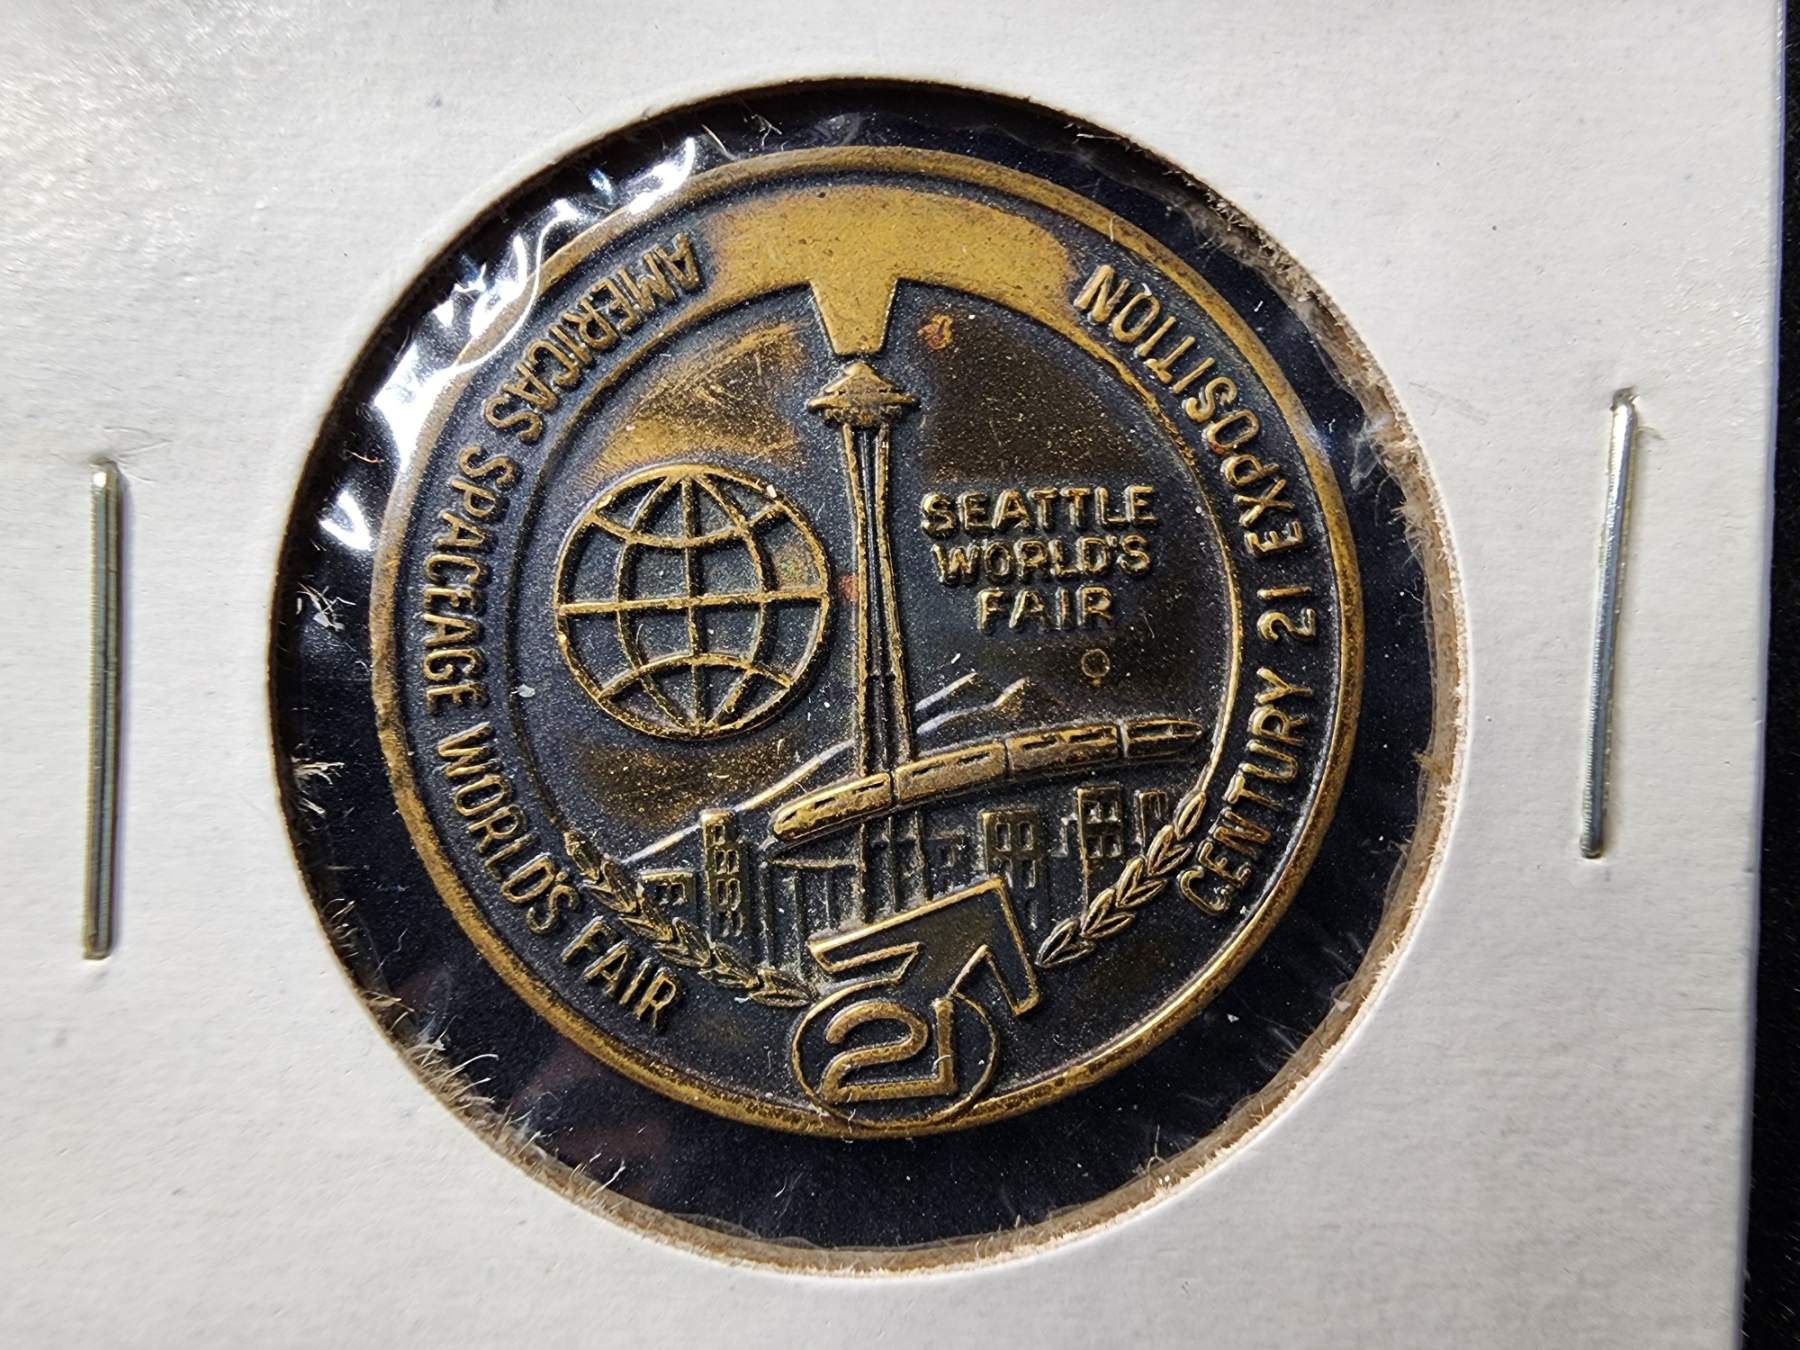 AMERICAS SPACEAGE WORLD'S FAIR
CENTURY 21 EXPOSITION
SEATTLE
WORLD'S
FAIR
21